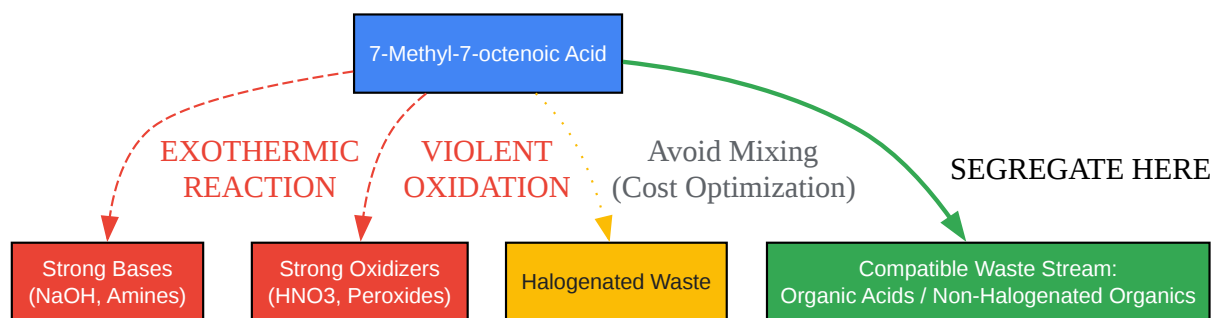 7-Methyl-7-octenoic Acid
EXOTHERMIC
REACTION
VIOLENT
OXIDATION
Avoid Mixing
(Cost Optimization)
SEGREGATE HERE
Strong Bases
(NaOH, Amines)
Strong Oxidizers
(HNO3, Peroxides)
Halogenated Waste
Compatible Waste Stream:
Organic Acids / Non-Halogenated Organics